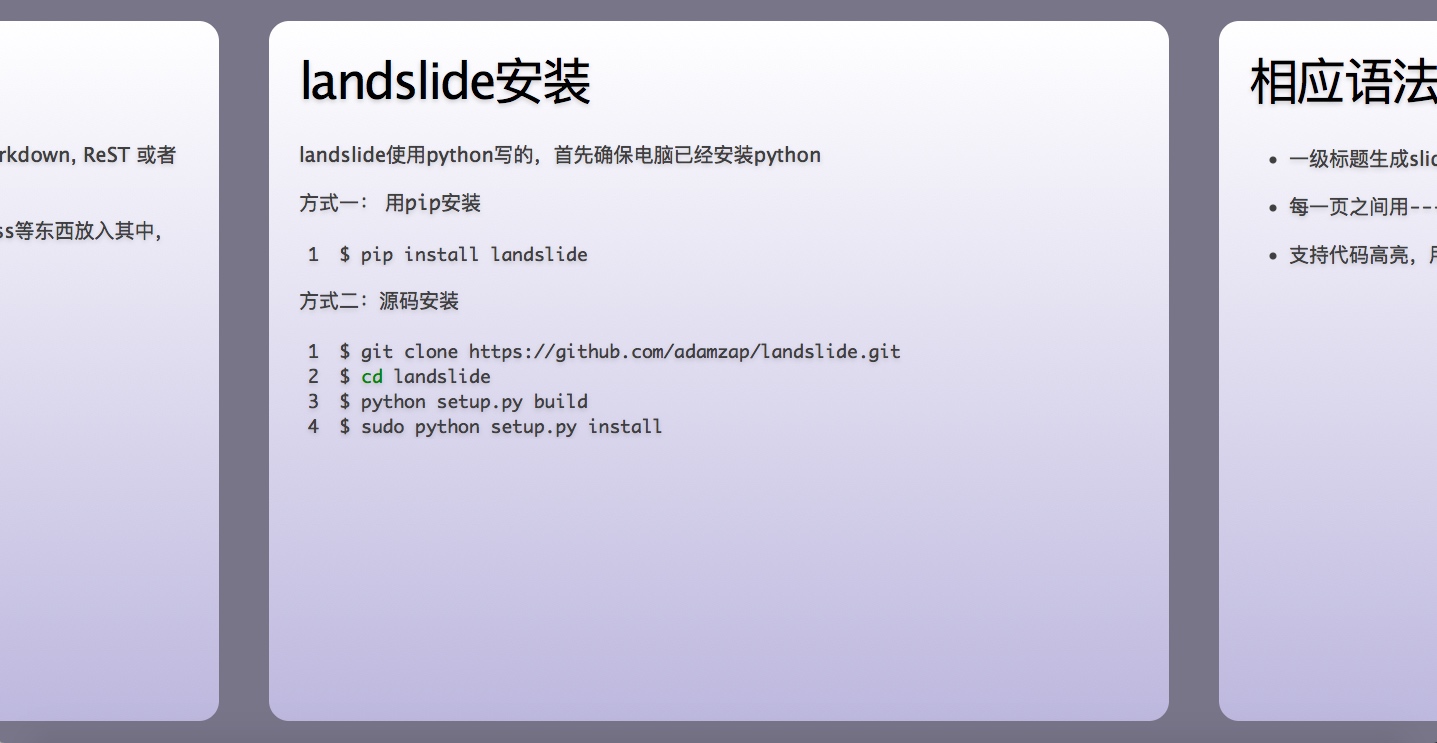 rkdown, ReST 或者
ss等东西放入其中，
landslide安装
landslide使用python写的，首先确保电脑已经安装python
方式一： 用pip安装
1 $ pip install landslide
方式二：源码安装
1 $ git clone https://github.com/adamzap/landslide.git
2 $ cd landslide
3 $ python setup.py build
4 $ sudo python setup.py install
相应语法
• 一级标题生成slid
• 每一页之间用---
• 支持代码高亮，